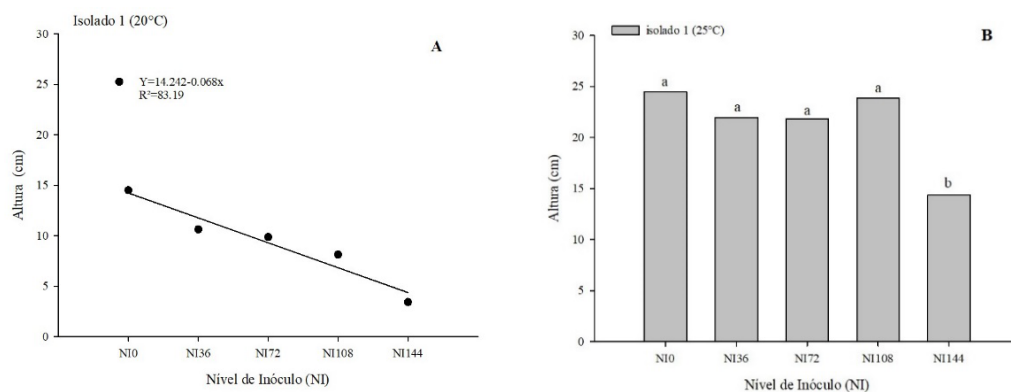 Isolado 1 (20°C)
A
Y=14.242-0.068x
R²=83.19
30
25
20
15
10
5
0
Altura (cm)
NI0 NI36 NI72 NI108 NI144
Nível de Inóculo (NI)
isolado 1 (25°C)
B
30
25
20
15
10
5
0
Altura (cm)
a a a a b
NI0 NI36 NI72 NI108 NI144
Nível de Inóculo (NI)